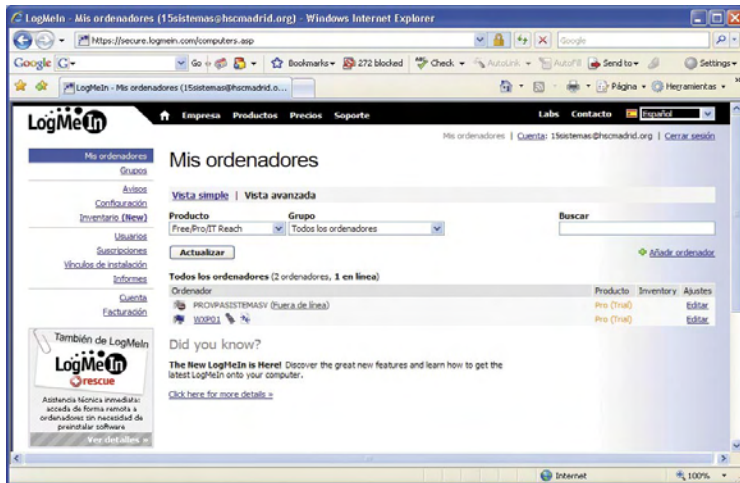 LogMeIn - Mis ordenadores (15sistemas@hscmadrid.org) - Windows Internet Explorer
https://secure.logmein.com/computers.asp
Google
Google G Go Bookmarks 272 blocked Check AutoLink AutoFill Send to Settings
LogMeIn - Mis ordenadores (15sistemas@hscmadrid.o...
Página Herramientas
LogMeIn
Empresa Productos Precios Soporte
Labs Contacto Español
Mis ordenadores | Cuenta: 15sistemas@hscmadrid.org | Cerrar sesión
Mis ordenadores
Grupos
Avisos
Configuración
Inventario (New)
Usuarios
Suscripciones
Vínculos de instalación
Informes
Cuenta
Facturación
También de LogMeIn
LogMeIn
rescue
Asistencia técnica inmediata:
acceda de forma remota a
ordenadores sin necesidad de
preinstalar software
Ver detalles »
Mis ordenadores
Vista simple | Vista avanzada
Producto Grupo Buscar
Free/Pro/IT Reach Todos los ordenadores
Actualizar
Añadir ordenador
Todos los ordenadores (2 ordenadores, 1 en línea)
Ordenador Producto Inventory Ajustes
PROVPASISTEMASV (Fuera de línea) Pro (Trial) Editar
WXP01 Pro (Trial) Editar
Did you know?
The New LogMeIn is Here! Discover the great new features and learn how to get the
latest LogMeIn onto your computer.
Click here for more details »
Internet 100%